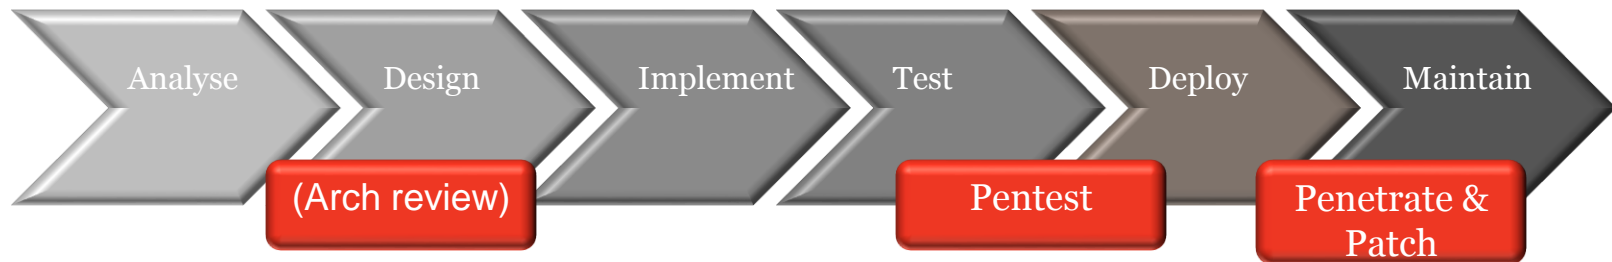 Analyse
Design
Implement
Test
Deploy
Maintain
(Arch review)
Pentest
Penetrate &
Patch